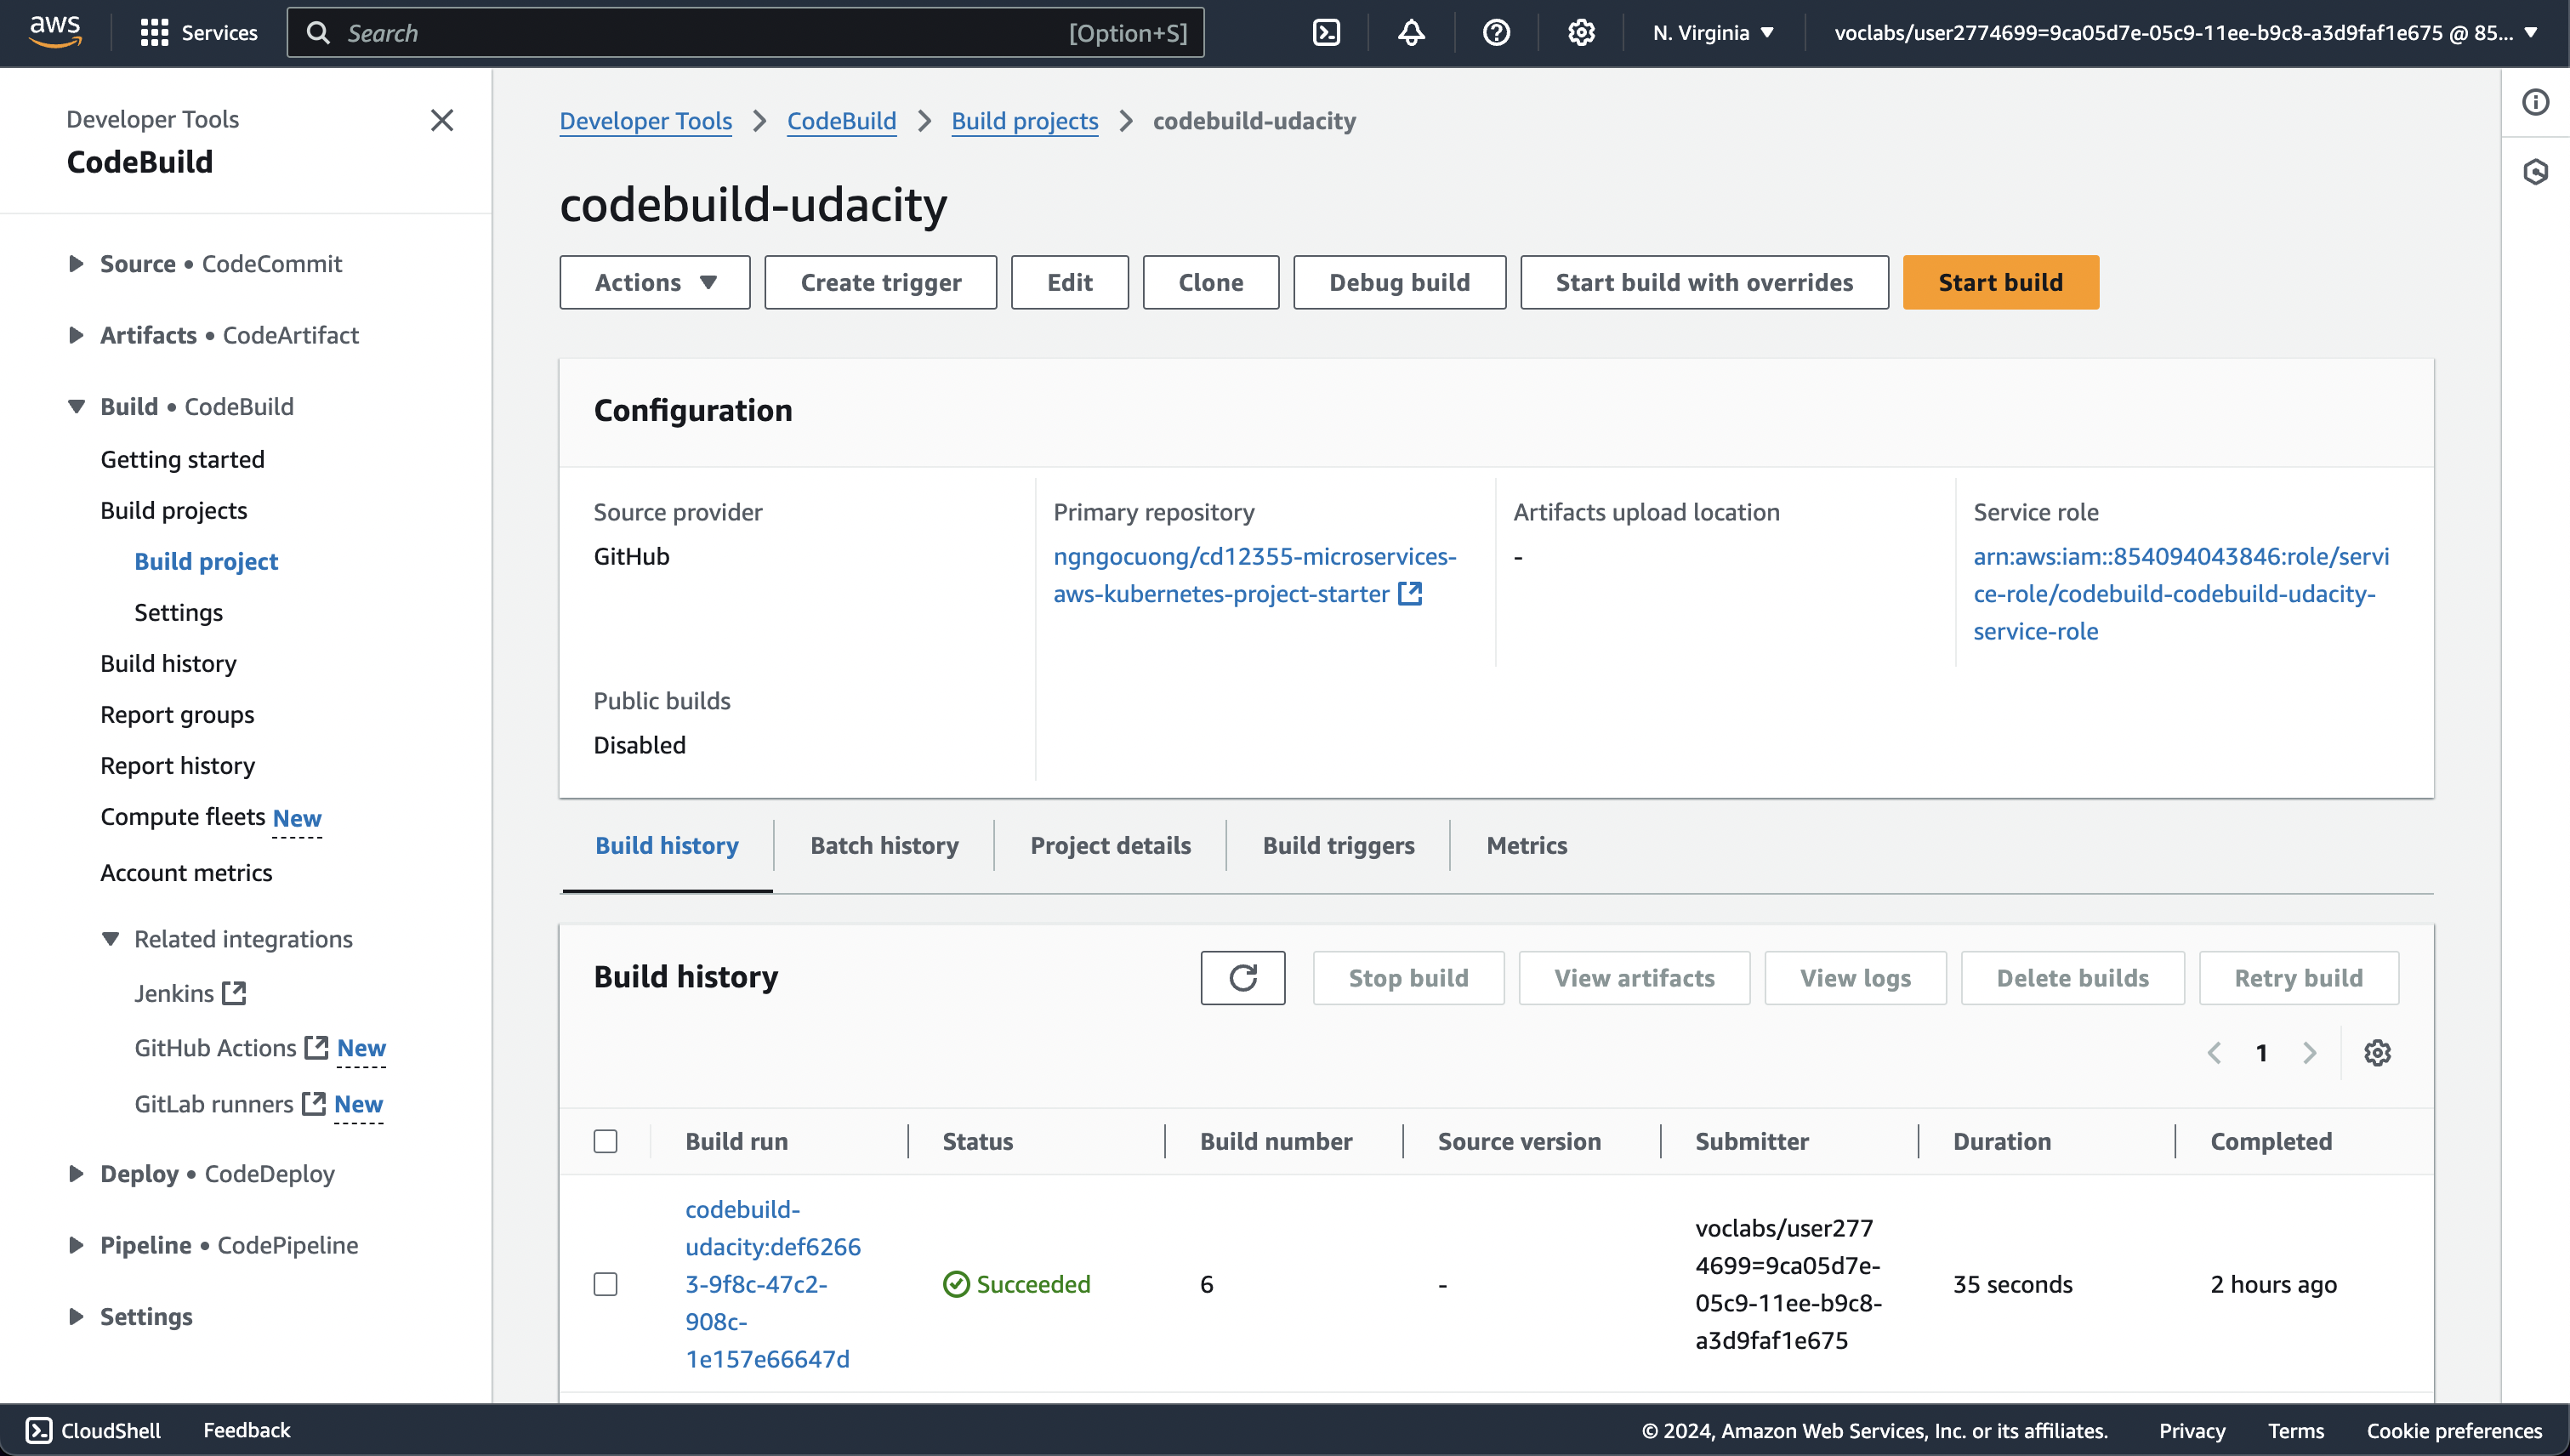 aws
Services
Search [Option+S]
N. Virginia
voclabs/user2774699=9ca05d7e-05c9-11ee-b9c8-a3d9faf1e675 @ 85...
Developer Tools
CodeBuild
Source • CodeCommit
Artifacts • CodeArtifact
Build • CodeBuild
Getting started
Build projects
Build project
Settings
Build history
Report groups
Report history
Compute fleets New
Account metrics
Related integrations
Jenkins
GitHub Actions New
GitLab runners New
Deploy • CodeDeploy
Pipeline • CodePipeline
Settings
Developer Tools > CodeBuild > Build projects > codebuild-udacity
codebuild-udacity
Actions Create trigger Edit Clone Debug build Start build with overrides Start build
Configuration
Source provider
GitHub
Primary repository
ngngocuong/cd12355-microservices-
aws-kubernetes-project-starter
Artifacts upload location
-
Service role
arn:aws:iam::854094043846:role/servi
ce-role/codebuild-codebuild-udacity-
service-role
Public builds
Disabled
Build history Batch history Project details Build triggers Metrics
Build history
Stop build View artifacts View logs Delete builds Retry build
1
Build run Status Build number Source version Submitter Duration Completed
codebuild-
udacity:def6266
3-9f8c-47c2-
908c-
1e157e66647d
Succeeded
6
-
voclabs/user277
4699=9ca05d7e-
05c9-11ee-b9c8-
a3d9faf1e675
35 seconds
2 hours ago
CloudShell Feedback
© 2024, Amazon Web Services, Inc. or its affiliates. Privacy Terms Cookie preferences